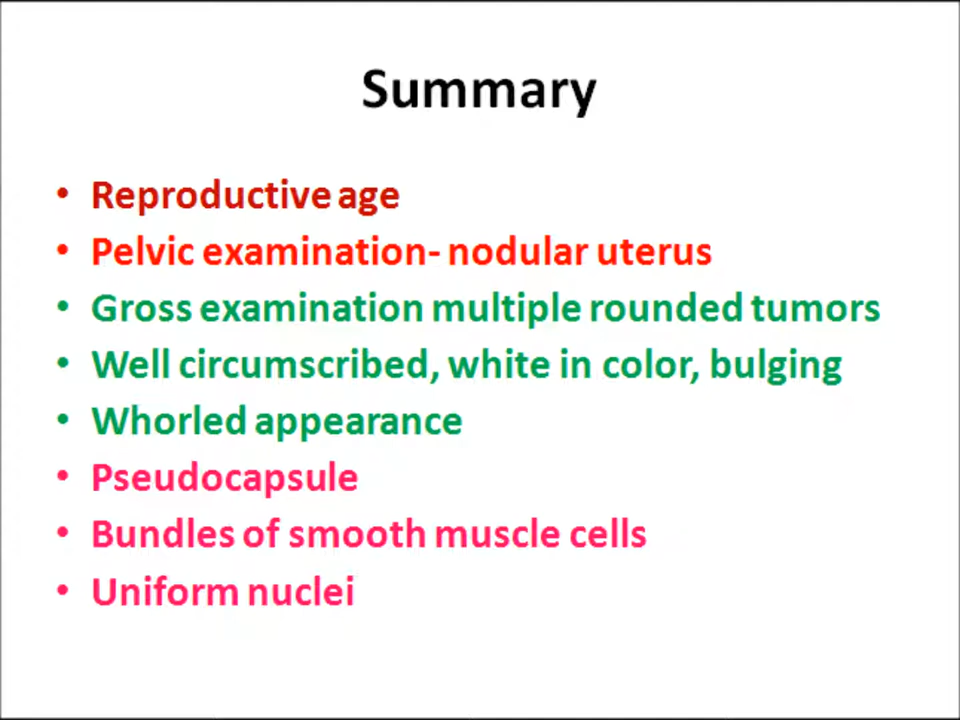 Summary
• Reproductive age
• Pelvic examination- nodular uterus
• Gross examination multiple rounded tumors
• Well circumscribed, white in color, bulging
• Whorled appearance
• Pseudocapsule
• Bundles of smooth muscle cells
• Uniform nuclei